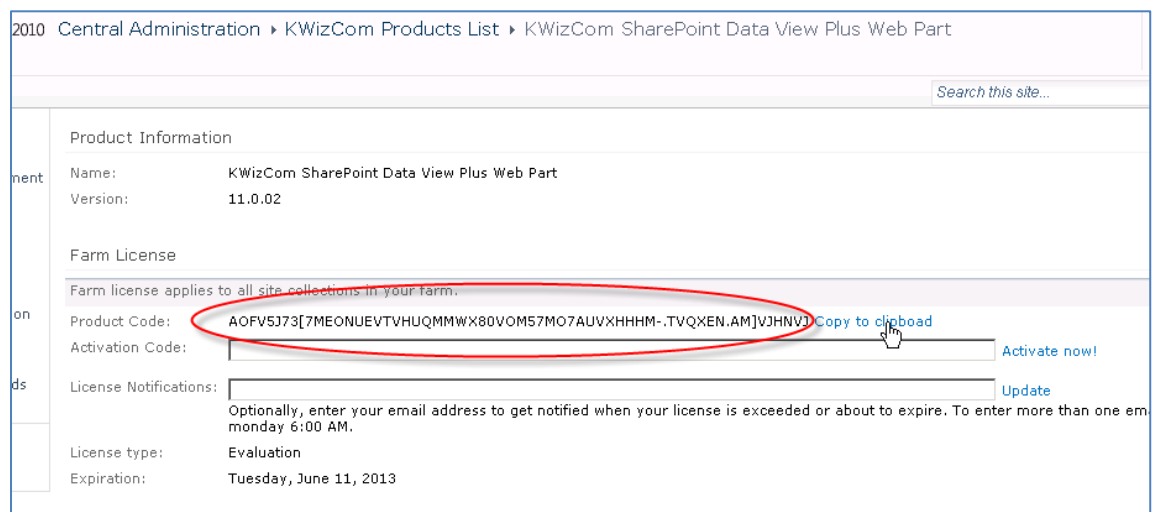 2010 Central Administration ▸ KWizCom Products List ▸ KWizCom SharePoint Data View Plus Web Part
Search this site...
Product Information
ment
Name: KWizCom SharePoint Data View Plus Web Part
Version: 11.0.02
Farm License
Farm license applies to all site collections in your farm.
on
Product Code: AOFV5J73[7MEONUEVTVHUQMMWX80VOM57MO7AUVXHHHM-.TVQXEN.AM]VJHNVJ Copy to clipboad
Activation Code: Activate now!
ds
License Notifications: Update
Optionally, enter your email address to get notified when your license is exceeded or about to expire. To enter more than one ema
monday 6:00 AM.
License type: Evaluation
Expiration: Tuesday, June 11, 2013